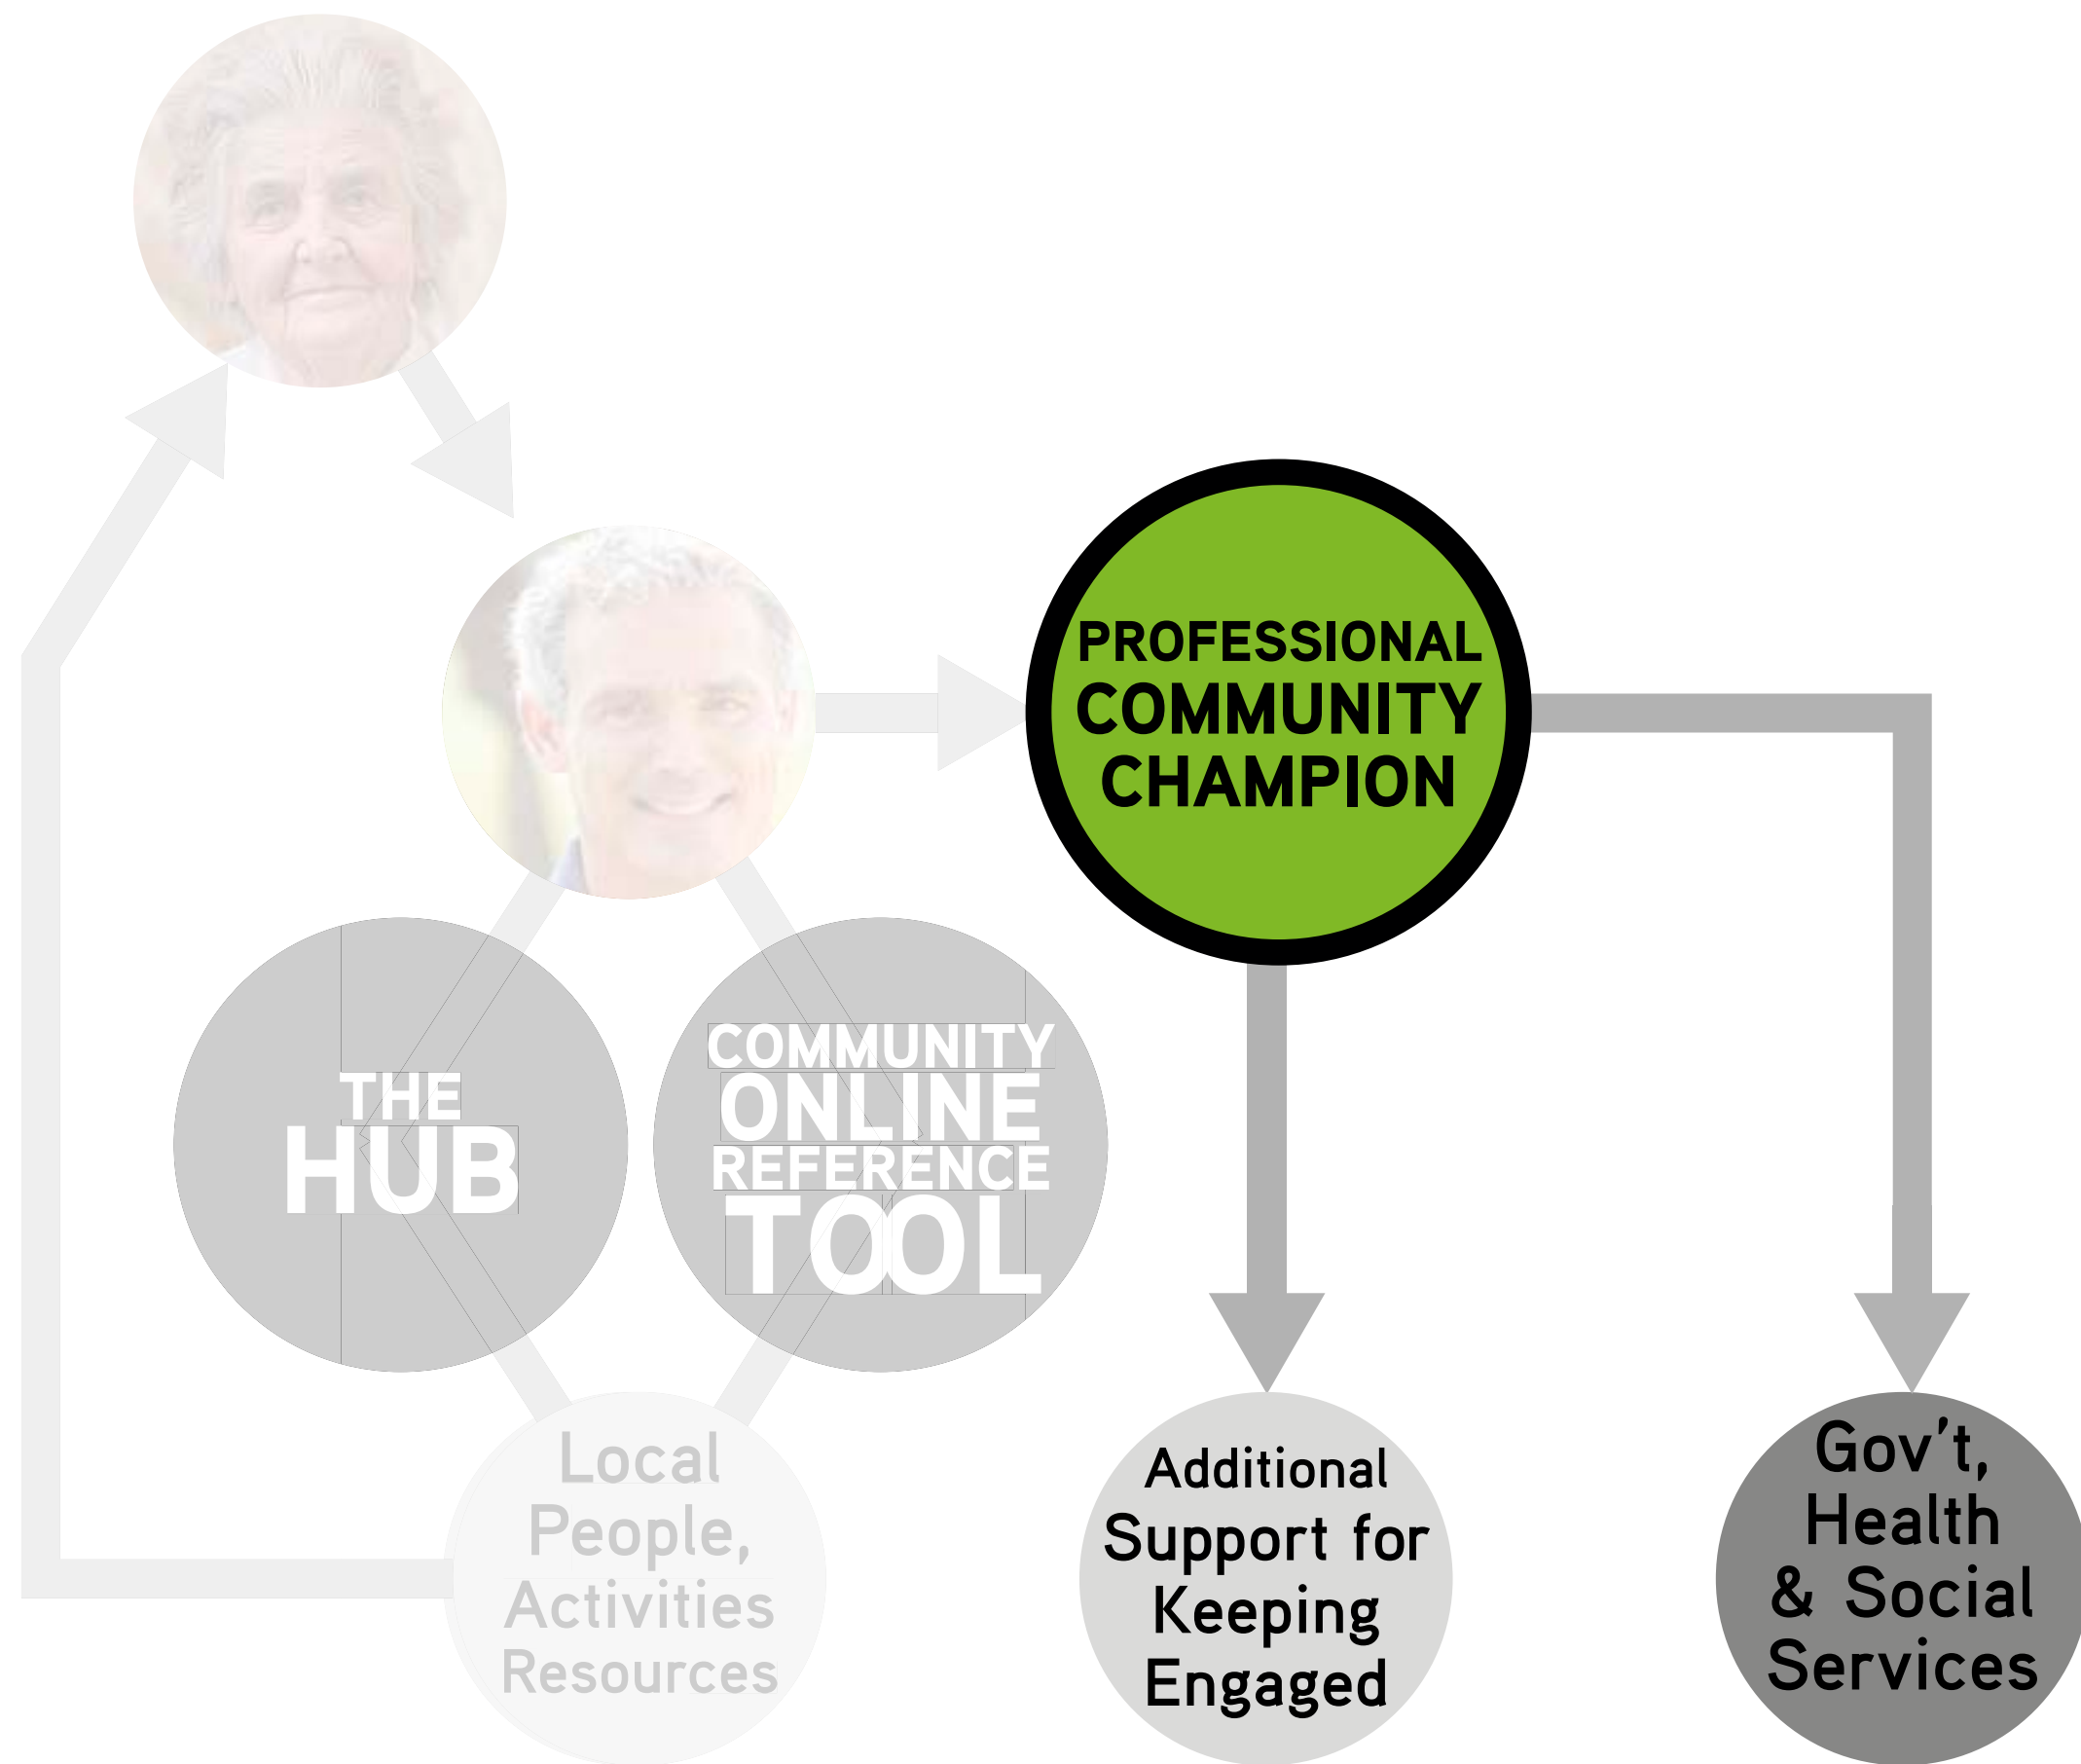 PROFESSIONAL
COMMUNITY
CHAMPION
THE
HUB
COMMUNITY
ONLINE
REFERENCE
TOOL
Local
People,
Activities
Resources
Additional
Support for
Keeping
Engaged
Gov't,
Health
& Social
Services